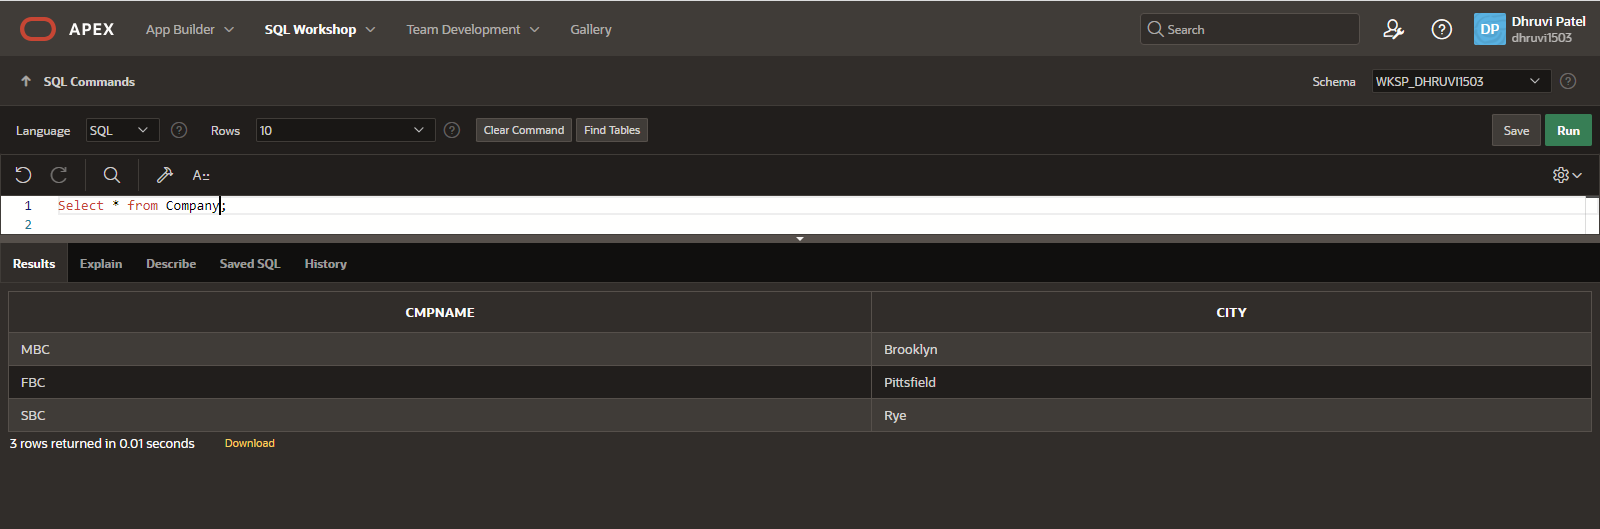 APEX App Builder SQL Workshop Team Development Gallery Search DP Dhruvi Patel
dhruvi1503
SQL Commands Schema WKSP_DHRUVI1503
Language SQL Rows 10 Clear Command Find Tables Save Run
A::
1 Select * from Company;
2
Results Explain Describe Saved SQL History
CMPNAME CITY
MBC Brooklyn
FBC Pittsfield
SBC Rye
3 rows returned in 0.01 seconds Download